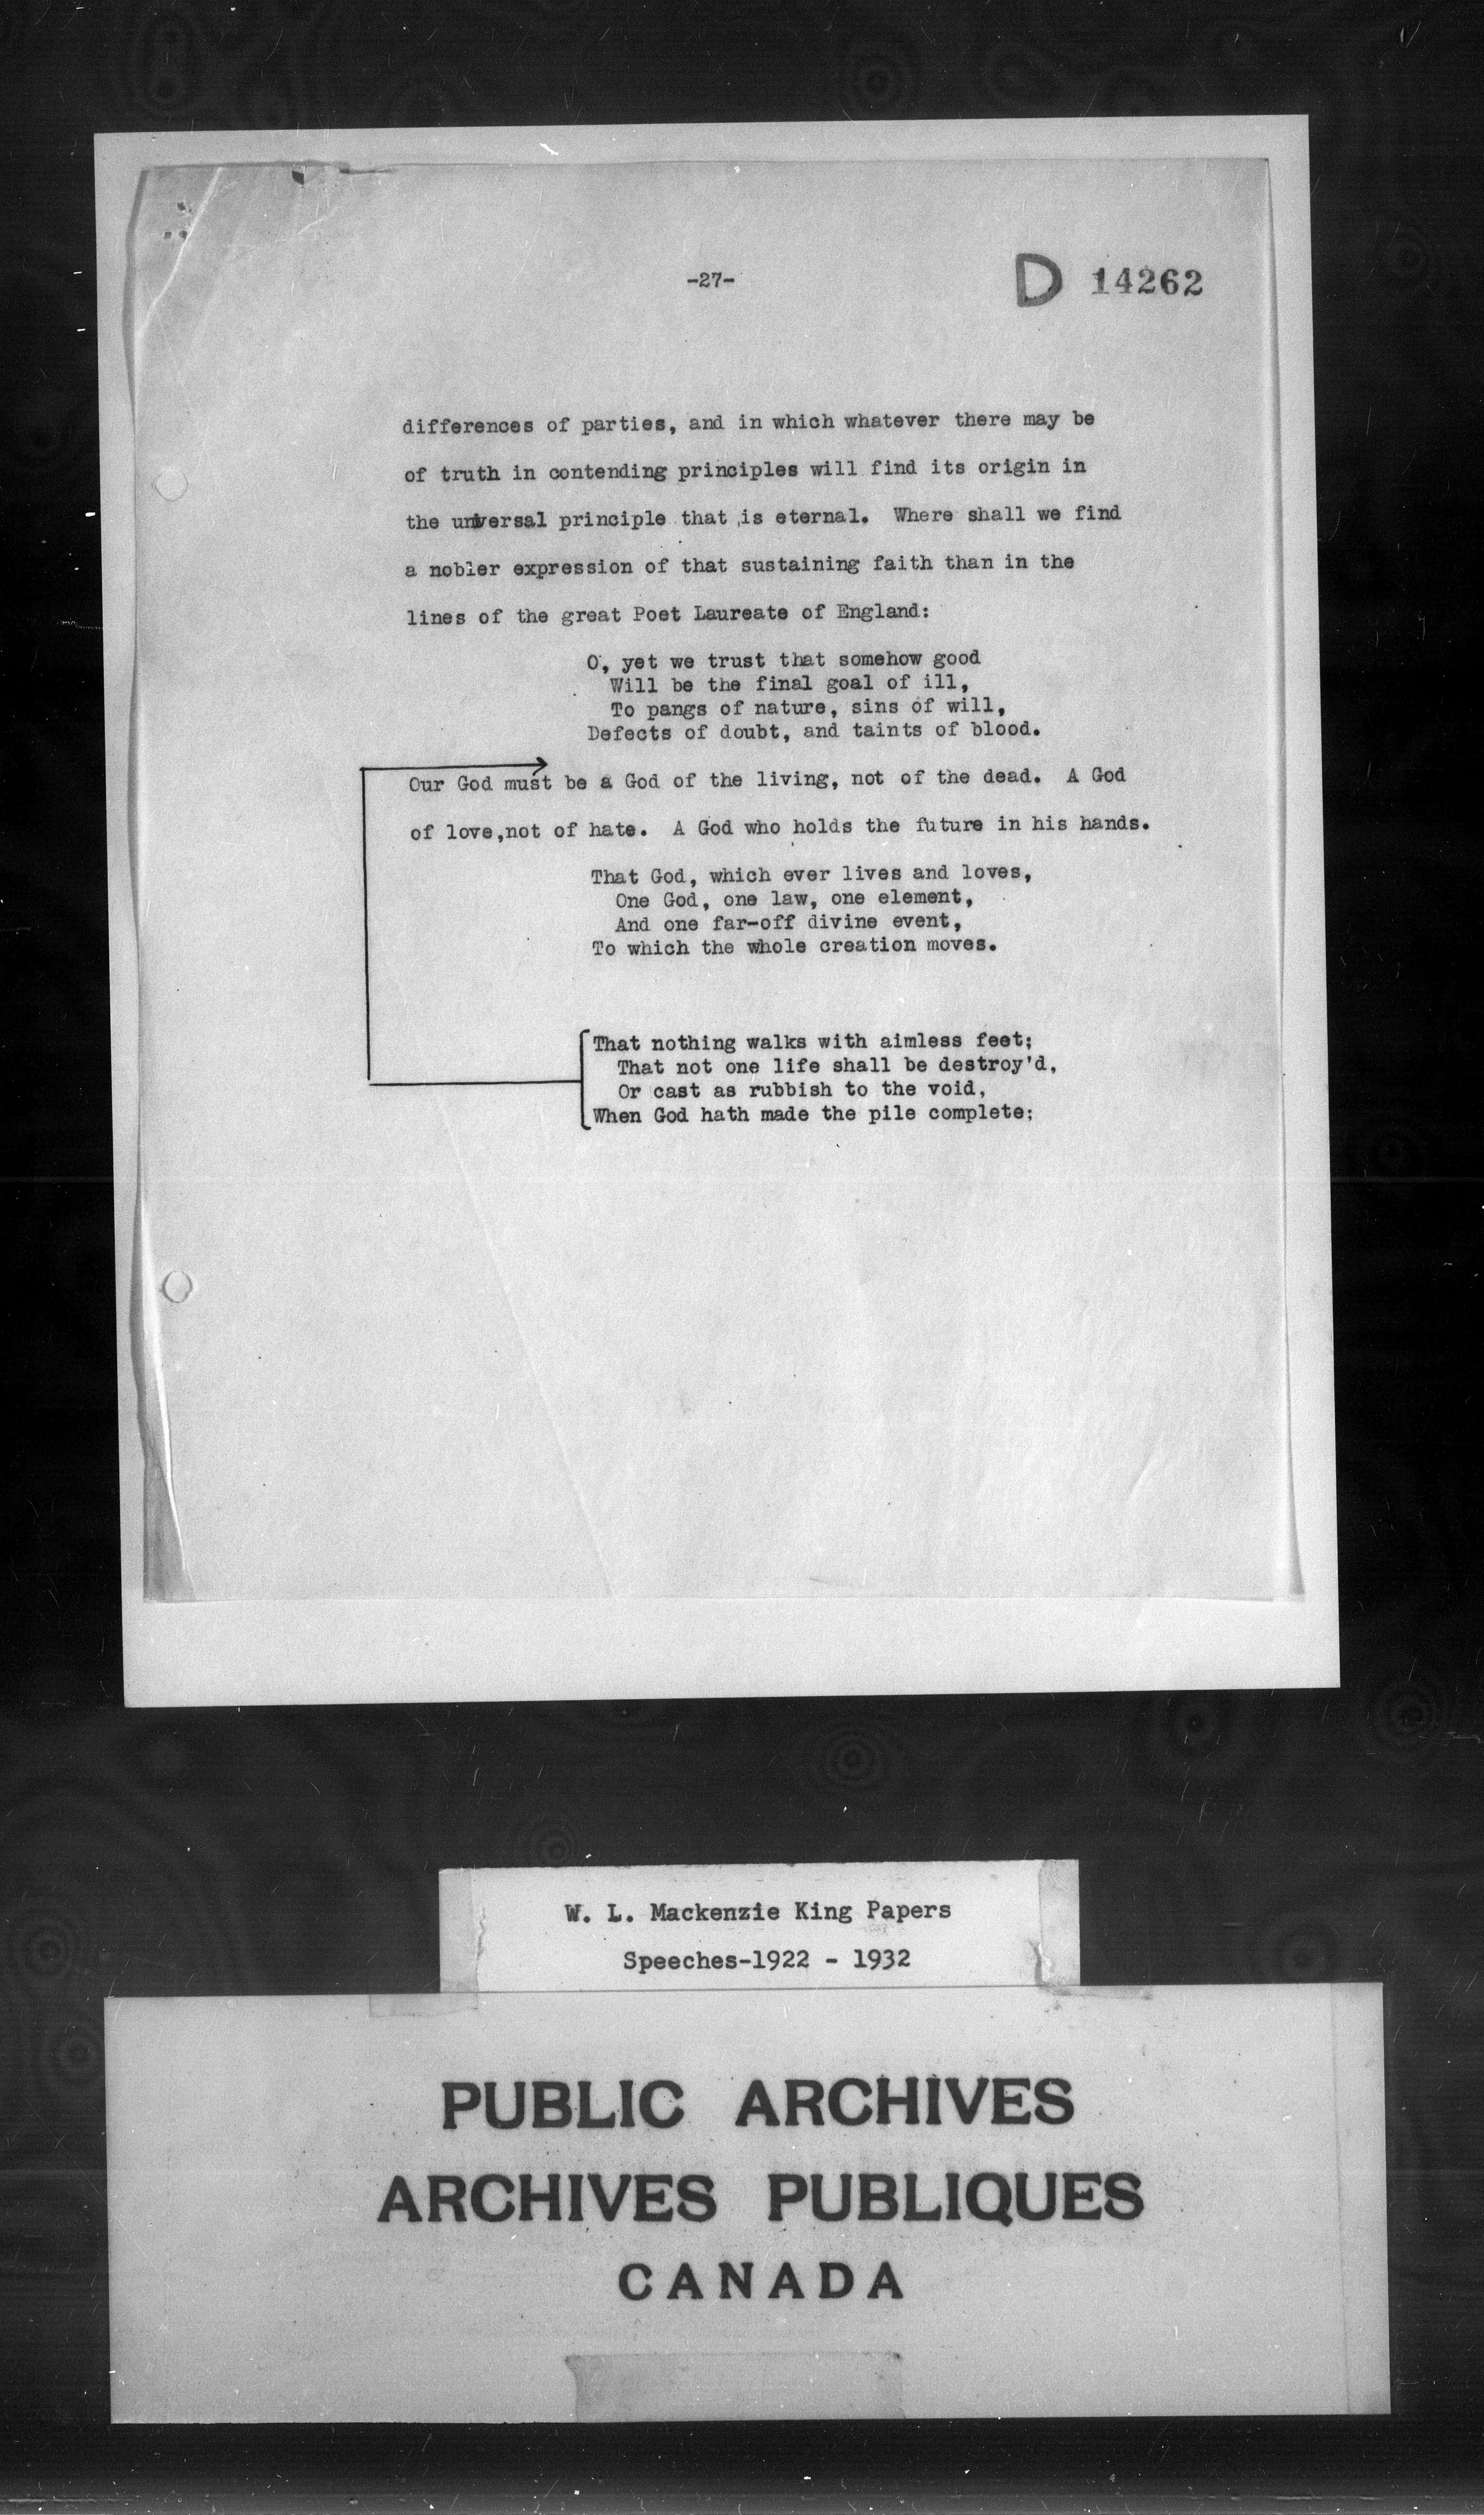 -27-
D 14262
differences of parties, and in which whatever there may be
of truth in contending principles will find its origin in
the universal principle that is eternal. Where shall we find
a nobler expression of that sustaining faith than in the
lines of the great Poet Laureate of England:
O, yet we trust that somehow good
Will be the final goal of ill,
To pangs of nature, sins of will,
Defects of doubt, and taints of blood.
Our God must be a God of the living, not of the dead. A God
of love,not of hate. A God who holds the future in his hands.
That God, which ever lives and loves,
One God, one law, one element,
And one far-off divine event,
To which the whole creation moves.
That nothing walks with aimless feet;
That not one life shall be destroy'd,
Or cast as rubbish to the void,
When God hath made the pile complete;
W. L. Mackenzie King Papers
Speeches-1922 - 1932
PUBLIC ARCHIVES
ARCHIVES PUBLIQUES
CANADA